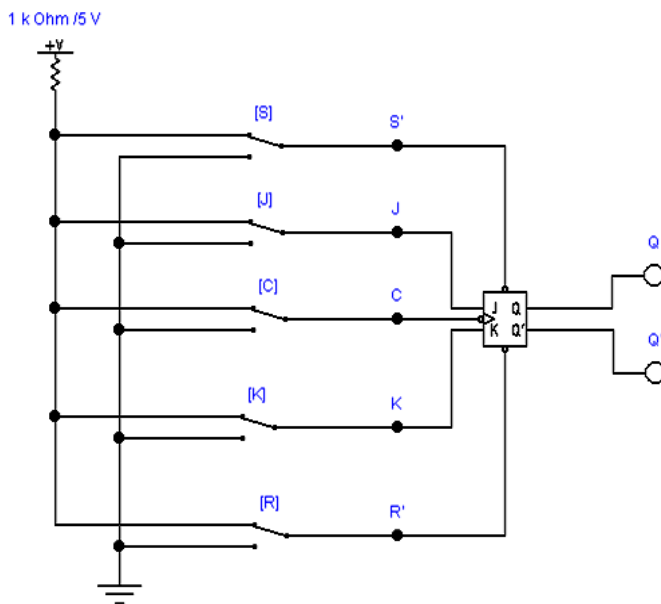 1 k Ohm /5 V
+V
[S]
S'
[J]
J
[C]
C
[K]
K
[R]
R'
J Q
K Q'
Q
Q'